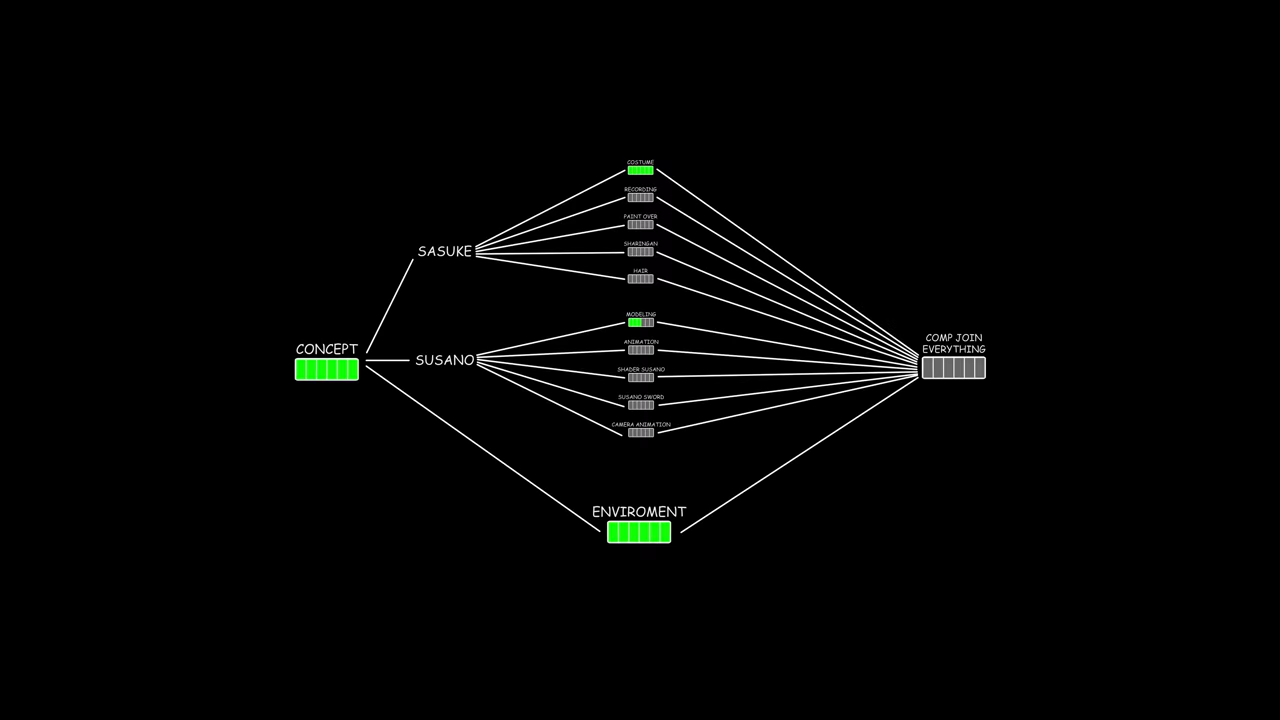 COSTUME
RECORDING
PAINT OVER
SHARINGAN
SASUKE
HAIR
MODELING
COMP JOIN
EVERYTHING
ANIMATION
CONCEPT
SUSANO
SHADER SUSANO
SUSANO SWORD
CAMERA ANIMATION
ENVIROMENT